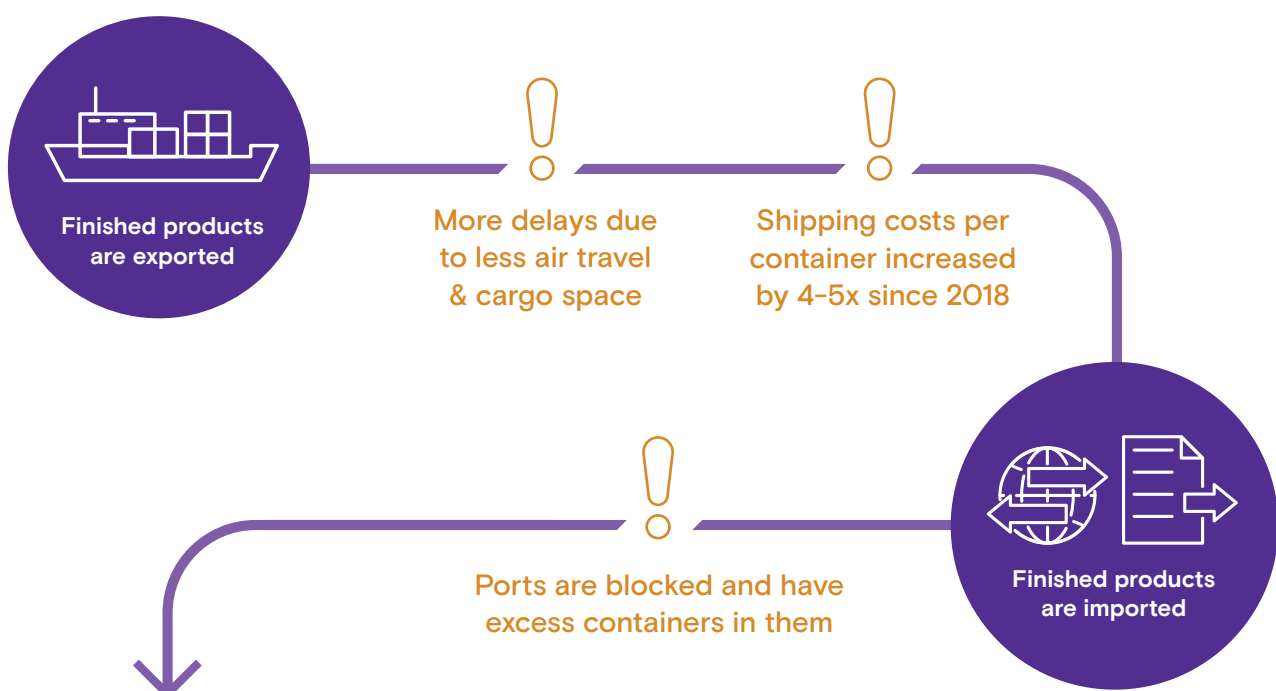 Finished products
are exported
More delays due
to less air travel
& cargo space
Shipping costs per
container increased
by 4-5x since 2018
Finished products
are imported
Ports are blocked and have
excess containers in them